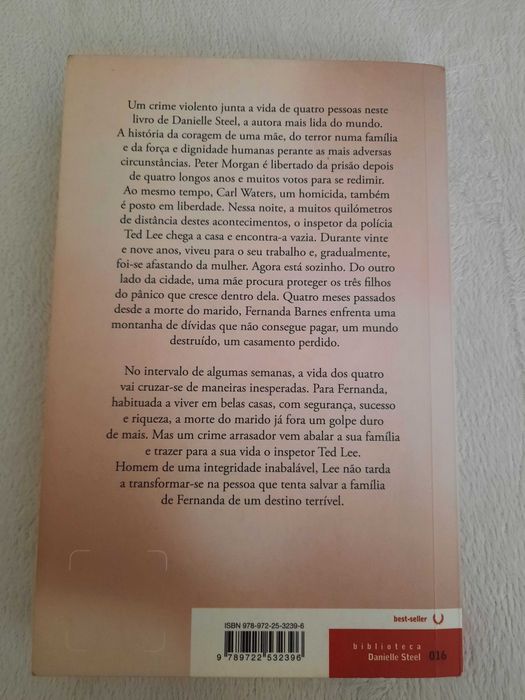 Um crime violento junta a vida de quatro pessoas neste
livro de Danielle Steel, a autora mais lida do mundo.
A história da coragem de uma mãe, do terror numa família
e da força e dignidade humanas perante as mais adversas
circunstâncias. Peter Morgan é libertado da prisão depois
de quatro longos anos e muitos votos para se redimir.
Ao mesmo tempo, Carl Waters, um homicida, também
é posto em liberdade. Nessa noite, a muitos quilómetros
de distância destes acontecimentos, o inspetor da polícia
Ted Lee chega a casa e encontra-a vazia. Durante vinte
e nove anos, viveu para o seu trabalho e, gradualmente,
foi-se afastando da mulher. Agora está sozinho. Do outro
lado da cidade, uma mãe procura proteger os três filhos
do pânico que cresce dentro dela. Quatro meses passados
desde a morte do marido, Fernanda Barnes enfrenta uma
montanha de dívidas que não consegue pagar, um mundo
destruído, um casamento perdido.
No intervalo de algumas semanas, a vida dos quatro
vai cruzar-se de maneiras inesperadas. Para Fernanda,
habituada a viver em belas casas, com segurança, sucesso
e riqueza, a morte do marido já fora um golpe duro
de mais. Mas um crime arrasador vem abalar a sua família
e trazer para a sua vida o inspetor Ted Lee.
Homem de uma integridade inabalável, Lee não tarda
a transformar-se na pessoa que tenta salvar a família
de Fernanda de um destino terrível.
ISBN 978-972-25-3239-6
9 789722 532396
best-seller
biblioteca
Danielle Steel 016